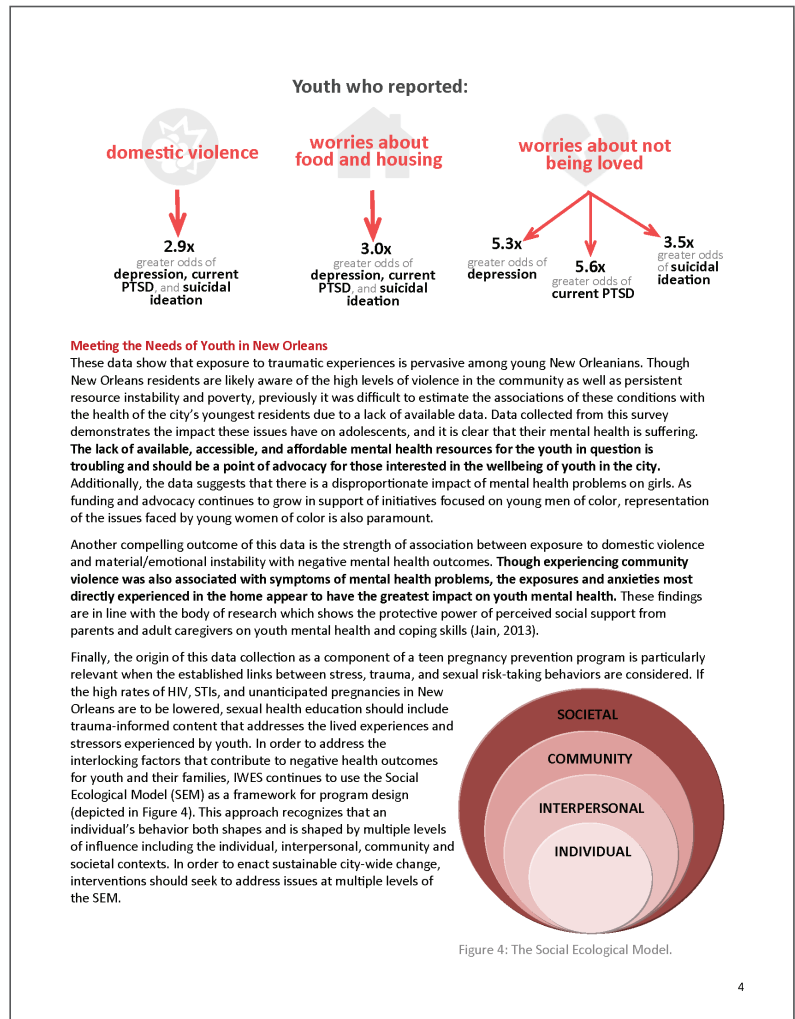 Youth who reported:
domestic violence
worries about
food and housing
worries about not
being loved
2.9x
greater odds of
depression, current
PTSD, and suicidal
ideation
3.0x
greater odds of
depression, current
PTSD, and suicidal
ideation
5.3x
greater odds of
depression
5.6x
greater odds of
current PTSD
3.5x
greater odds
of suicidal
ideation
Meeting the Needs of Youth in New Orleans
These data show that exposure to traumatic experiences is pervasive among young New Orleanians. Though
New Orleans residents are likely aware of the high levels of violence in the community as well as persistent
resource instability and poverty, previously it was difficult to estimate the associations of these conditions with
the health of the city's youngest residents due to a lack of available data. Data collected from this survey
demonstrates the impact these issues have on adolescents, and it is clear that their mental health is suffering.
The lack of available, accessible, and affordable mental health resources for the youth in question is
troubling and should be a point of advocacy for those interested in the wellbeing of youth in the city.
Additionally, the data suggests that there is a disproportionate impact of mental health problems on girls. As
funding and advocacy continues to grow in support of initiatives focused on young men of color, representation
of the issues faced by young women of color is also paramount.
Another compelling outcome of this data is the strength of association between exposure to domestic violence
and material/emotional instability with negative mental health outcomes. Though experiencing community
violence was also associated with symptoms of mental health problems, the exposures and anxieties most
directly experienced in the home appear to have the greatest impact on youth mental health. These findings
are in line with the body of research which shows the protective power of perceived social support from
parents and adult caregivers on youth mental health and coping skills (Jain, 2013).
Finally, the origin of this data collection as a component of a teen pregnancy prevention program is particularly
relevant when the established links between stress, trauma, and sexual risk-taking behaviors are considered. If
the high rates of HIV, STIs, and unanticipated pregnancies in New
Orleans are to be lowered, sexual health education should include
trauma-informed content that addresses the lived experiences and
stressors experienced by youth. In order to address the
interlocking factors that contribute to negative health outcomes
for youth and their families, IWES continues to use the Social
Ecological Model (SEM) as a framework for program design
(depicted in Figure 4). This approach recognizes that an
individual's behavior both shapes and is shaped by multiple levels
of influence including the individual, interpersonal, community and
societal contexts. In order to enact sustainable city-wide change,
interventions should seek to address issues at multiple levels of
the SEM.
SOCIETAL
COMMUNITY
INTERPERSONAL
INDIVIDUAL
Figure 4: The Social Ecological Model.
4